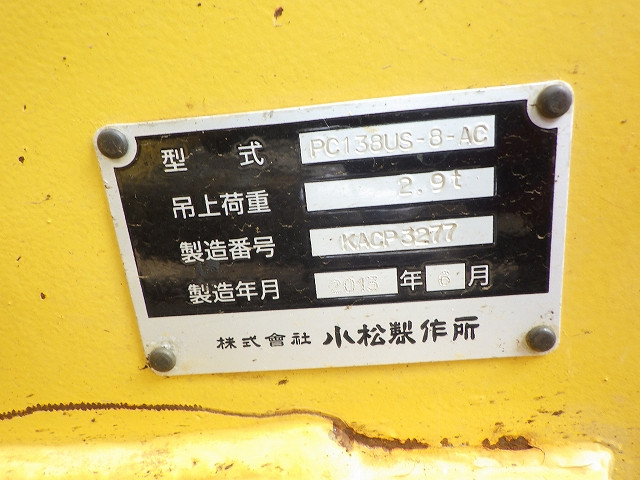 型 式 PC138US-8-AC
吊上荷重 2.9t
製造番号 KACP3277
製造年月 2013 年 6 月
株式會社 小松製作所